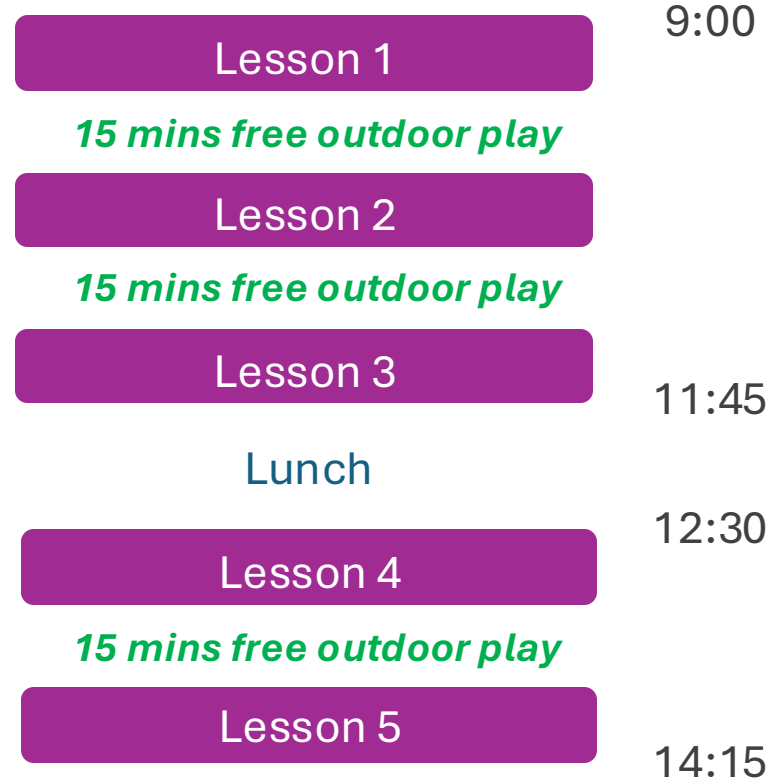 9:00
Lesson 1
15 mins free outdoor play
Lesson 2
15 mins free outdoor play
Lesson 3
11:45
Lunch
12:30
Lesson 4
15 mins free outdoor play
Lesson 5
14:15